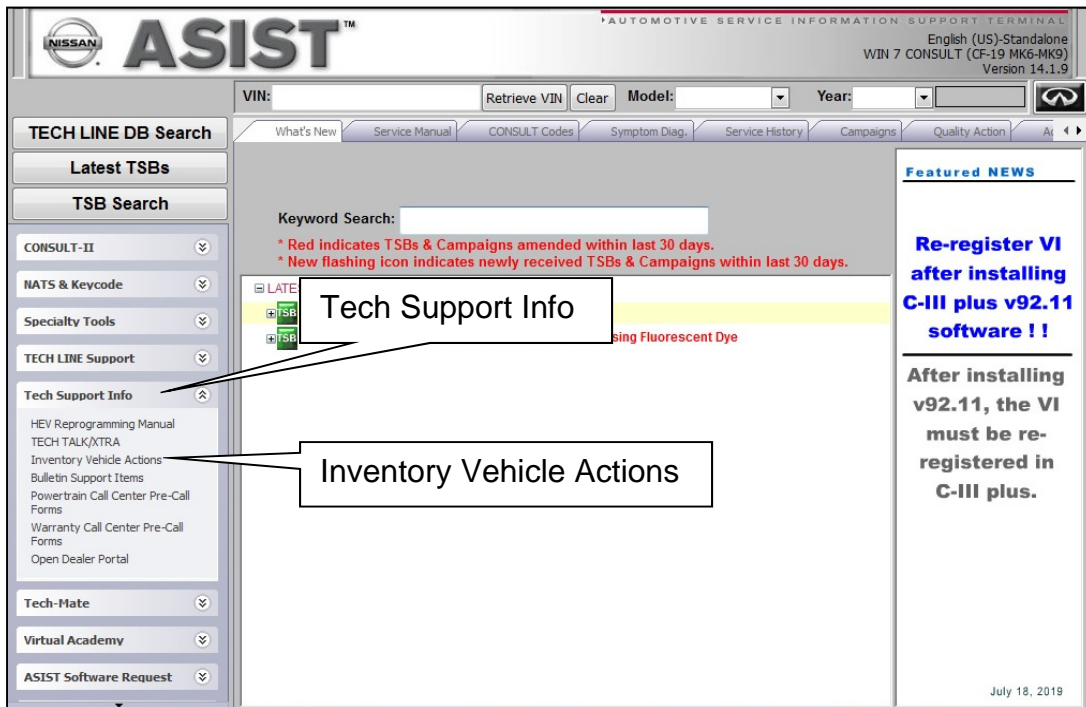 NISSAN ASIST™
AUTOMOTIVE SERVICE INFORMATION SUPPORT TERMINAL
English (US)-Standalone
WIN 7 CONSULT (CF-19 MK6-MK9)
Version 14.1.9
VIN: Retrieve VIN Clear Model: Year:
TECH LINE DB Search
Latest TSBs
TSB Search
CONSULT-II
NATS & Keycode
Specialty Tools
TECH LINE Support
Tech Support Info
HEV Reprogramming Manual
TECH TALK/XTRA
Inventory Vehicle Actions
Bulletin Support Items
Powertrain Call Center Pre-Call
Forms
Warranty Call Center Pre-Call
Forms
Open Dealer Portal
Tech-Mate
Virtual Academy
ASIST Software Request
What's New Service Manual CONSULT Codes Symptom Diag. Service History Campaigns Quality Action
Keyword Search:
* Red indicates TSBs & Campaigns amended within last 30 days.
* New flashing icon indicates newly received TSBs & Campaigns within last 30 days.
TSB
TSB sing Fluorescent Dye
Tech Support Info
Inventory Vehicle Actions
Featured NEWS
Re-register VI
after installing
C-III plus v92.11
software ! !
After installing
v92.11, the VI
must be re-
registered in
C-III plus.
July 18, 2019